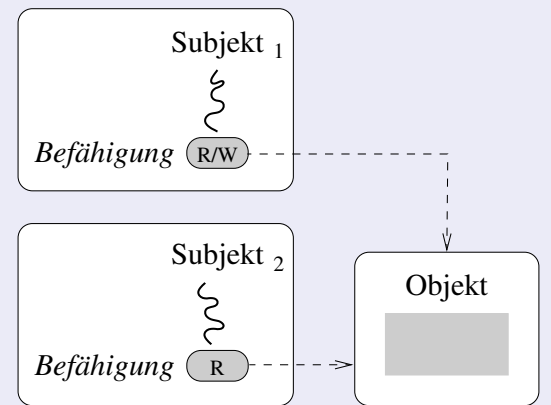 Subjekt 1
Befähigung R/W
Subjekt 2
Objekt
Befähigung R